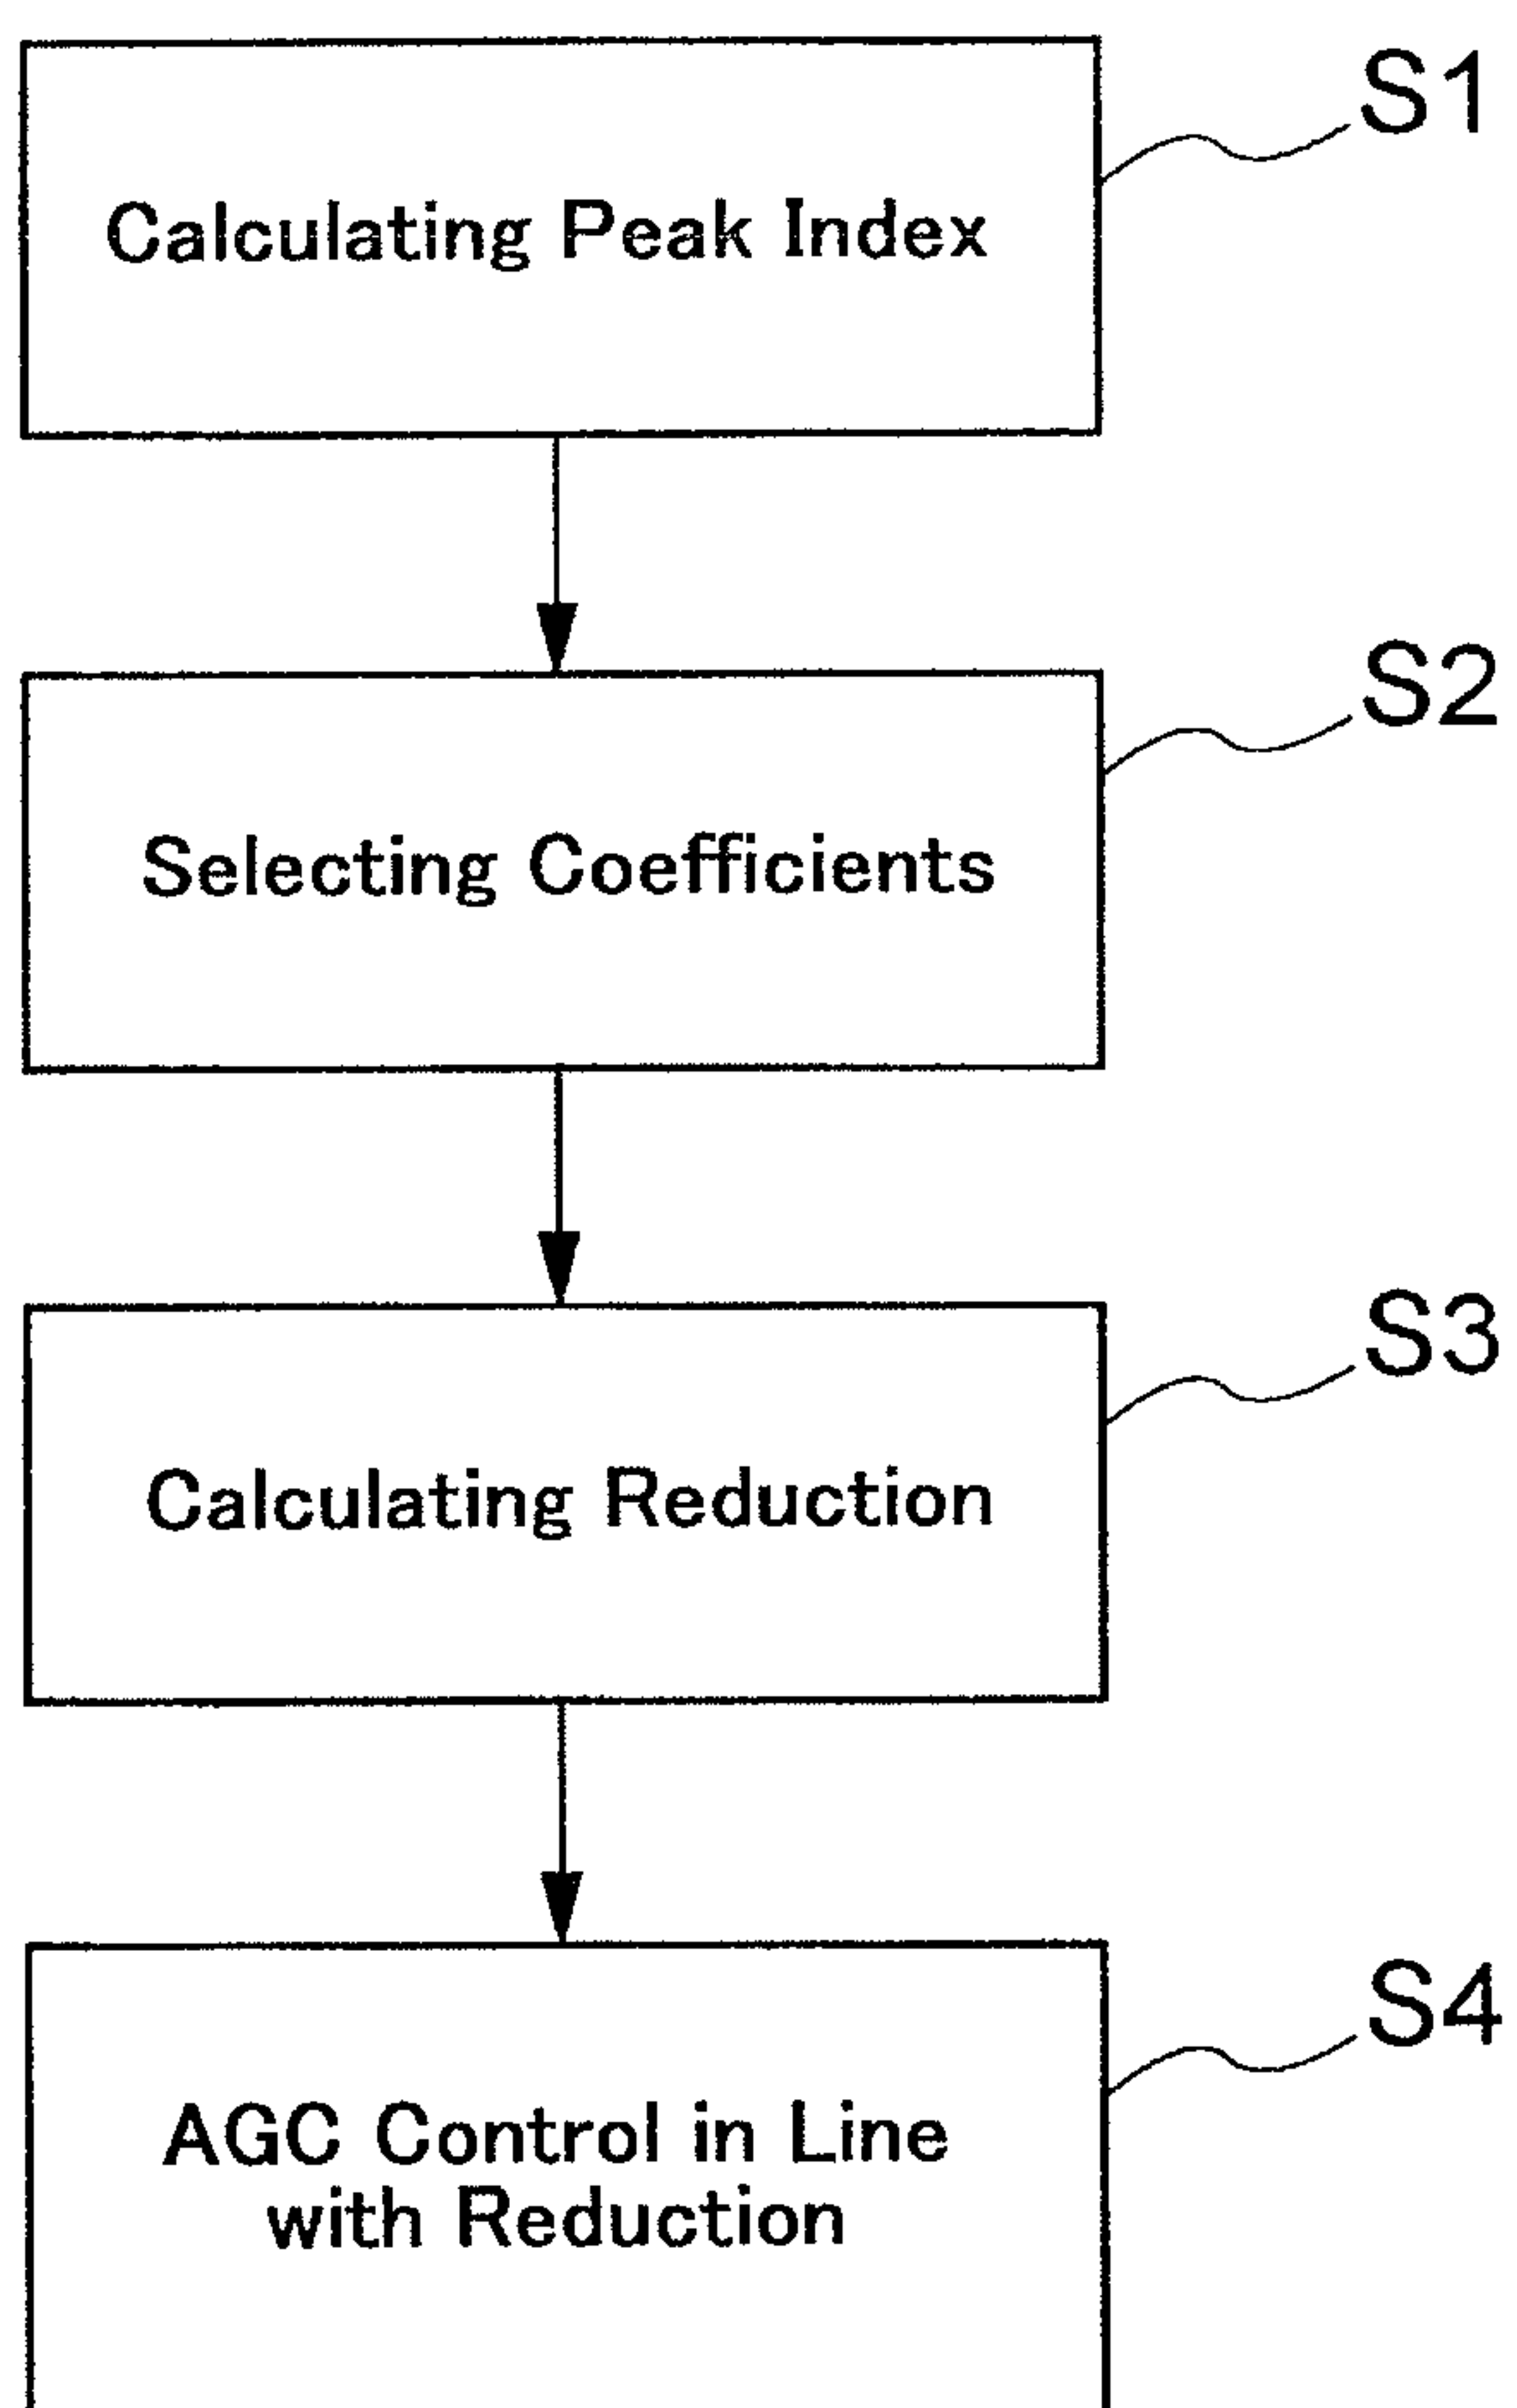 Calculating Peak Index
S1
Selecting Coefficients
S2
Calculating Reduction
S3
AGC Control in Line
with Reduction
S4